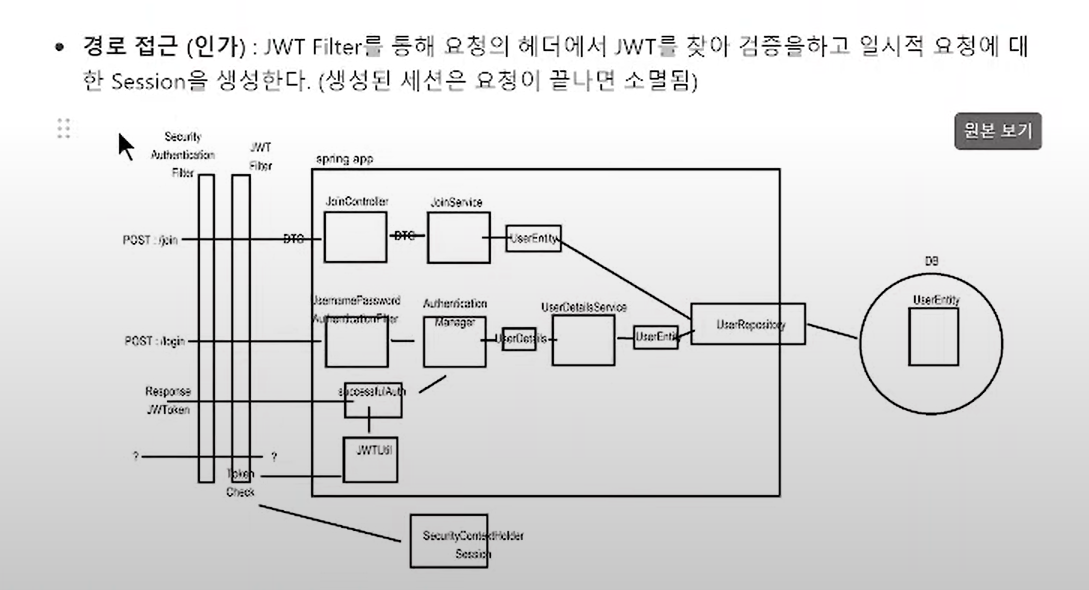 • 경로 접근 (인가) : JWT Filter를 통해 요청의 헤더에서 JWT를 찾아 검증을하고 일시적 요청에 대
한 Session을 생성한다. (생성된 세션은 요청이 끝나면 소멸됨)
원본 보기
Security
Authentication
Filter
JWT
Filter
spring app
JoinController
JoinService
POST : /join
DTO
DTO
UserEntity
DB
UserEntity
UsernamePassword
AuthenticationFilter
Authentication
Manager
UserDetailsService
POST : /login
UserDetails
UserEntity
UserRepository
Response
JWToken
successfulAuth
JWTUtil
?
?
Token
Check
SecurityContextHolder
Session